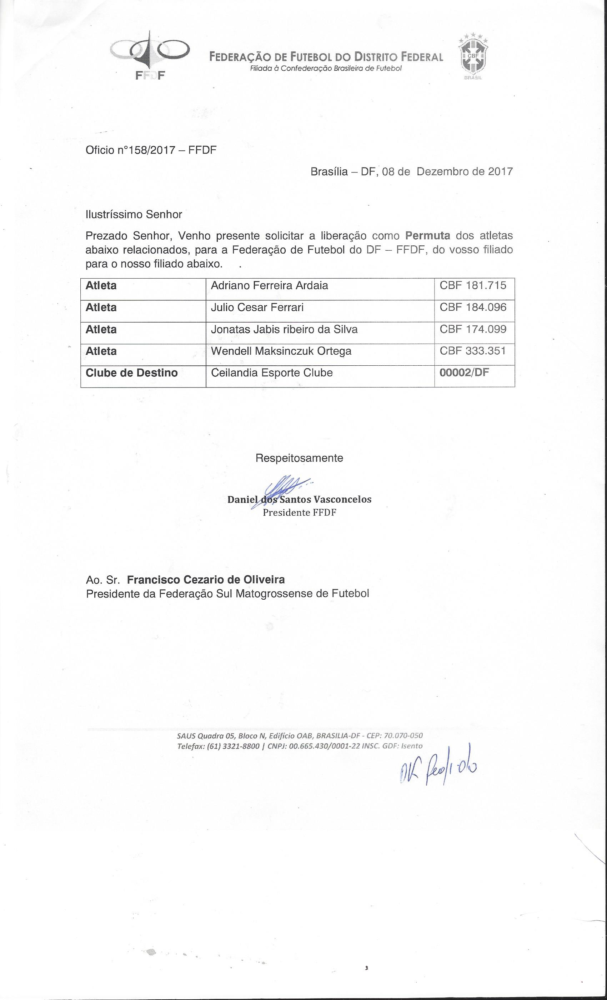 FFDF
FEDERAÇÃO DE FUTEBOL DO DISTRITO FEDERAL
Filiada à Confederação Brasileira de Futebol
CBF
BRASIL
Oficio n°158/2017 – FFDF
Brasília – DF, 08 de Dezembro de 2017
Ilustríssimo Senhor
Prezado Senhor, Venho presente solicitar a liberação como Permuta dos atletas
abaixo relacionados, para a Federação de Futebol do DF – FFDF, do vosso filiado
para o nosso filiado abaixo. .
Atleta Adriano Ferreira Ardaia CBF 181.715
Atleta Julio Cesar Ferrari CBF 184.096
Atleta Jonatas Jabis ribeiro da Silva CBF 174.099
Atleta Wendell Maksinczuk Ortega CBF 333.351
Clube de Destino Ceilandia Esporte Clube 00002/DF
Respeitosamente
Daniel dos Santos Vasconcelos
Presidente FFDF
Ao. Sr. Francisco Cezario de Oliveira
Presidente da Federação Sul Matogrossense de Futebol
SAUS Quadra 05, Bloco N, Edifício OAB, BRASILIA-DF - CEP: 70.070-050
Telefax: (61) 3321-8800 | CNPJ: 00.665.430/0001-22 INSC. GDF: Isento
OK Pedido